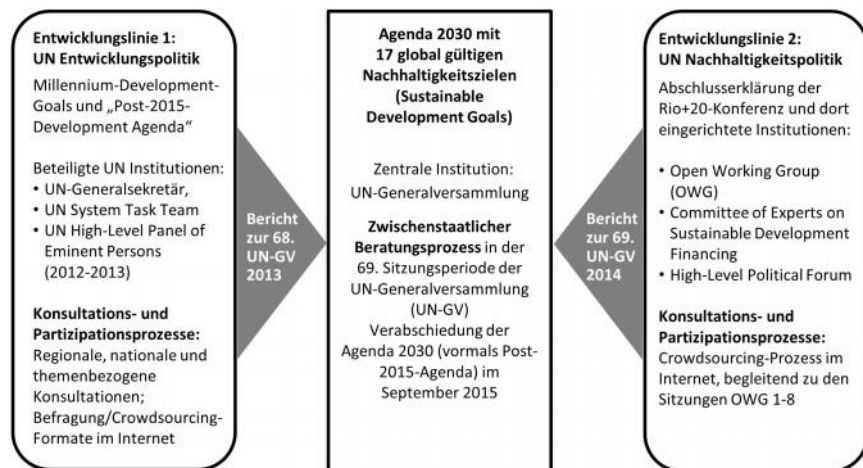 Entwicklungslinie 1:
UN Entwicklungspolitik
Millennium-Development-
Goals und „Post-2015-
Development Agenda“
Beteiligte UN Institutionen:
• UN-Generalsekretär,
• UN System Task Team
• UN High-Level Panel of
Eminent Persons
(2012-2013)
Konsultations- und
Partizipationsprozesse:
Regionale, nationale und
themenbezogene
Konsultationen;
Befragung/Crowdsourcing-
Formate im Internet
Bericht
zur 68.
UN-GV
2013
Agenda 2030 mit
17 global gültigen
Nachhaltigkeitszielen
(Sustainable
Development Goals)
Zentrale Institution:
UN-Generalversammlung
Zwischenstaatlicher
Beratungsprozess in der
69. Sitzungsperiode der
UN-Generalversammlung
(UN-GV)
Verabschiedung der
Agenda 2030 (vormals Post-
2015-Agenda) im
September 2015
Bericht
zur 69.
UN-GV
2014
Entwicklungslinie 2:
UN Nachhaltigkeitspolitik
Abschlusserklärung der
Rio+20-Konferenz und dort
eingerichtete Institutionen:
• Open Working Group
(OWG)
• Committee of Experts on
Sustainable Development
Financing
• High-Level Political Forum
Konsultations- und
Partizipationsprozesse:
Crowdsourcing-Prozess im
Internet, begleitend zu den
Sitzungen OWG 1-8